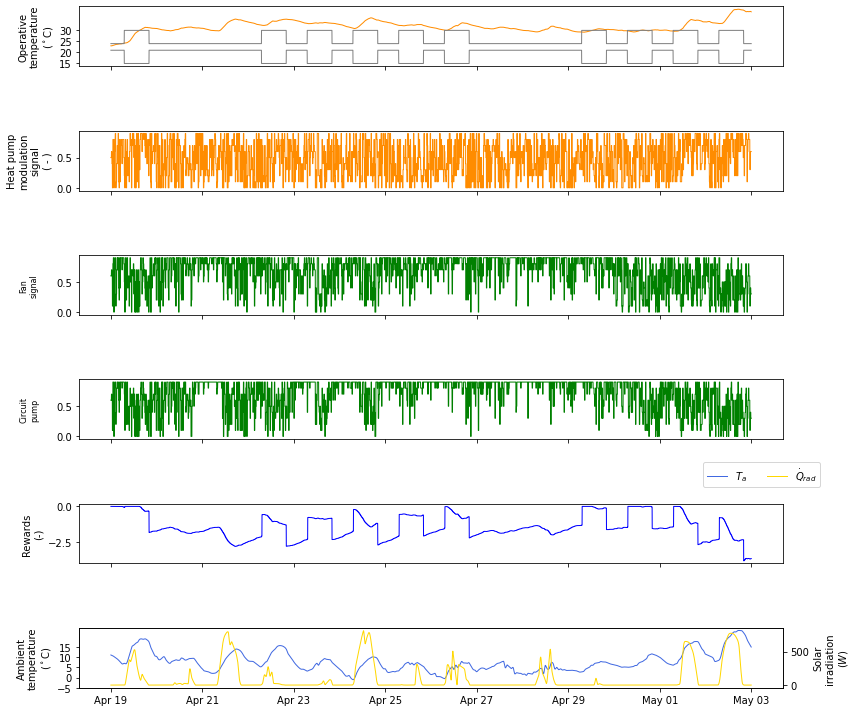 Operative
temperature
(°C)
30
25
20
15
Heat pump
modulation
signal
( - )
0.5
0.0
Fan
signal
0.5
0.0
Circuit
pump
0.5
0.0
T_a
Q̇_rad
Rewards
(-)
0.0
−2.5
Ambient
temperature
(°C)
15
10
5
0
−5
Solar
irradiation
(W)
500
0
Apr 19
Apr 21
Apr 23
Apr 25
Apr 27
Apr 29
May 01
May 03